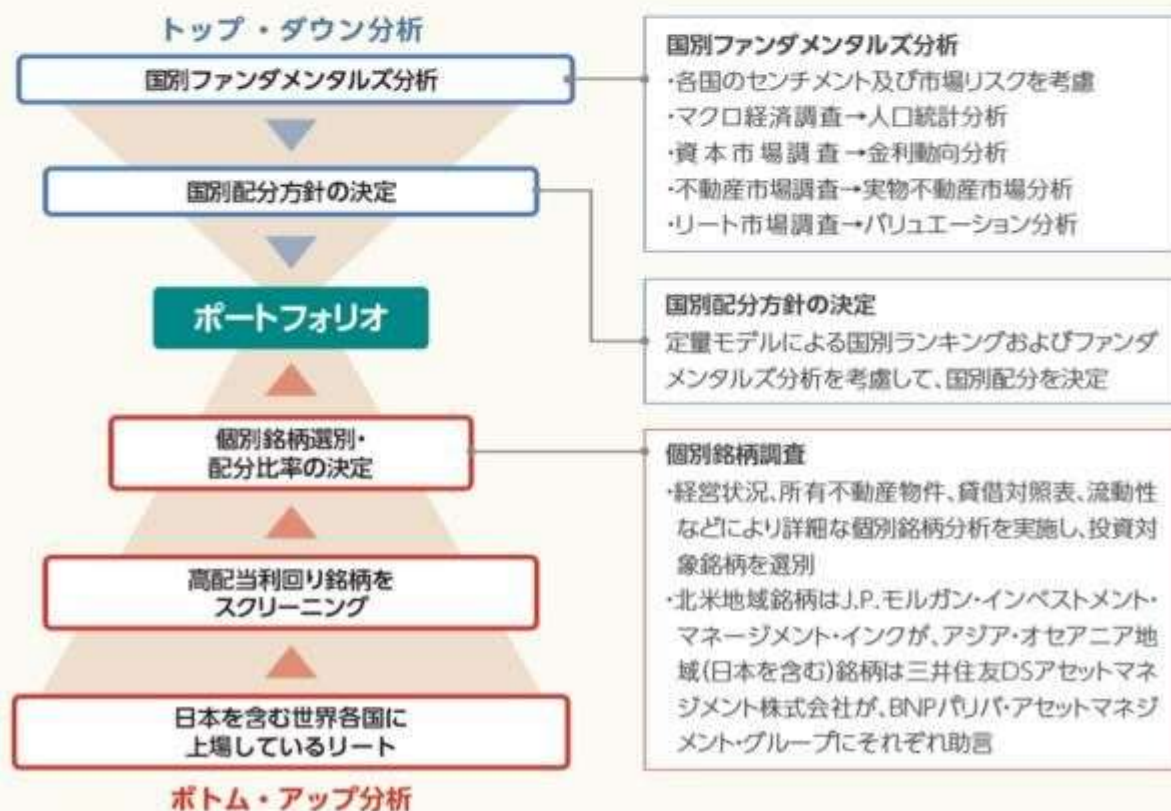 トップ・ダウン分析
国別ファンダメンタルズ分析
国別配分方針の決定
ポートフォリオ
個別銘柄選別・
配分比率の決定
高配当利回り銘柄を
スクリーニング
日本を含む世界各国に
上場しているリート
ボトム・アップ分析
国別ファンダメンタルズ分析
・各国のセンチメント及び市場リスクを考慮
・マクロ経済調査→人口統計分析
・資本市場調査→金利動向分析
・不動産市場調査→実物不動産市場分析
・リート市場調査→バリュエーション分析
国別配分方針の決定
定量モデルによる国別ランキングおよびファンダ
メンタルズ分析を考慮して、国別配分を決定
個別銘柄調査
・経営状況、所有不動産物件、貸借対照表、流動性
などにより詳細な個別銘柄分析を実施し、投資対
象銘柄を選別
・北米地域銘柄はJ.P.モルガン・インベストメント・
マネージメント・インクが、アジア・オセアニア地
域(日本を含む)銘柄は三井住友DSアセットマネ
ジメント株式会社が、BNPパリバ・アセットマネジ
メント・グループにそれぞれ助言